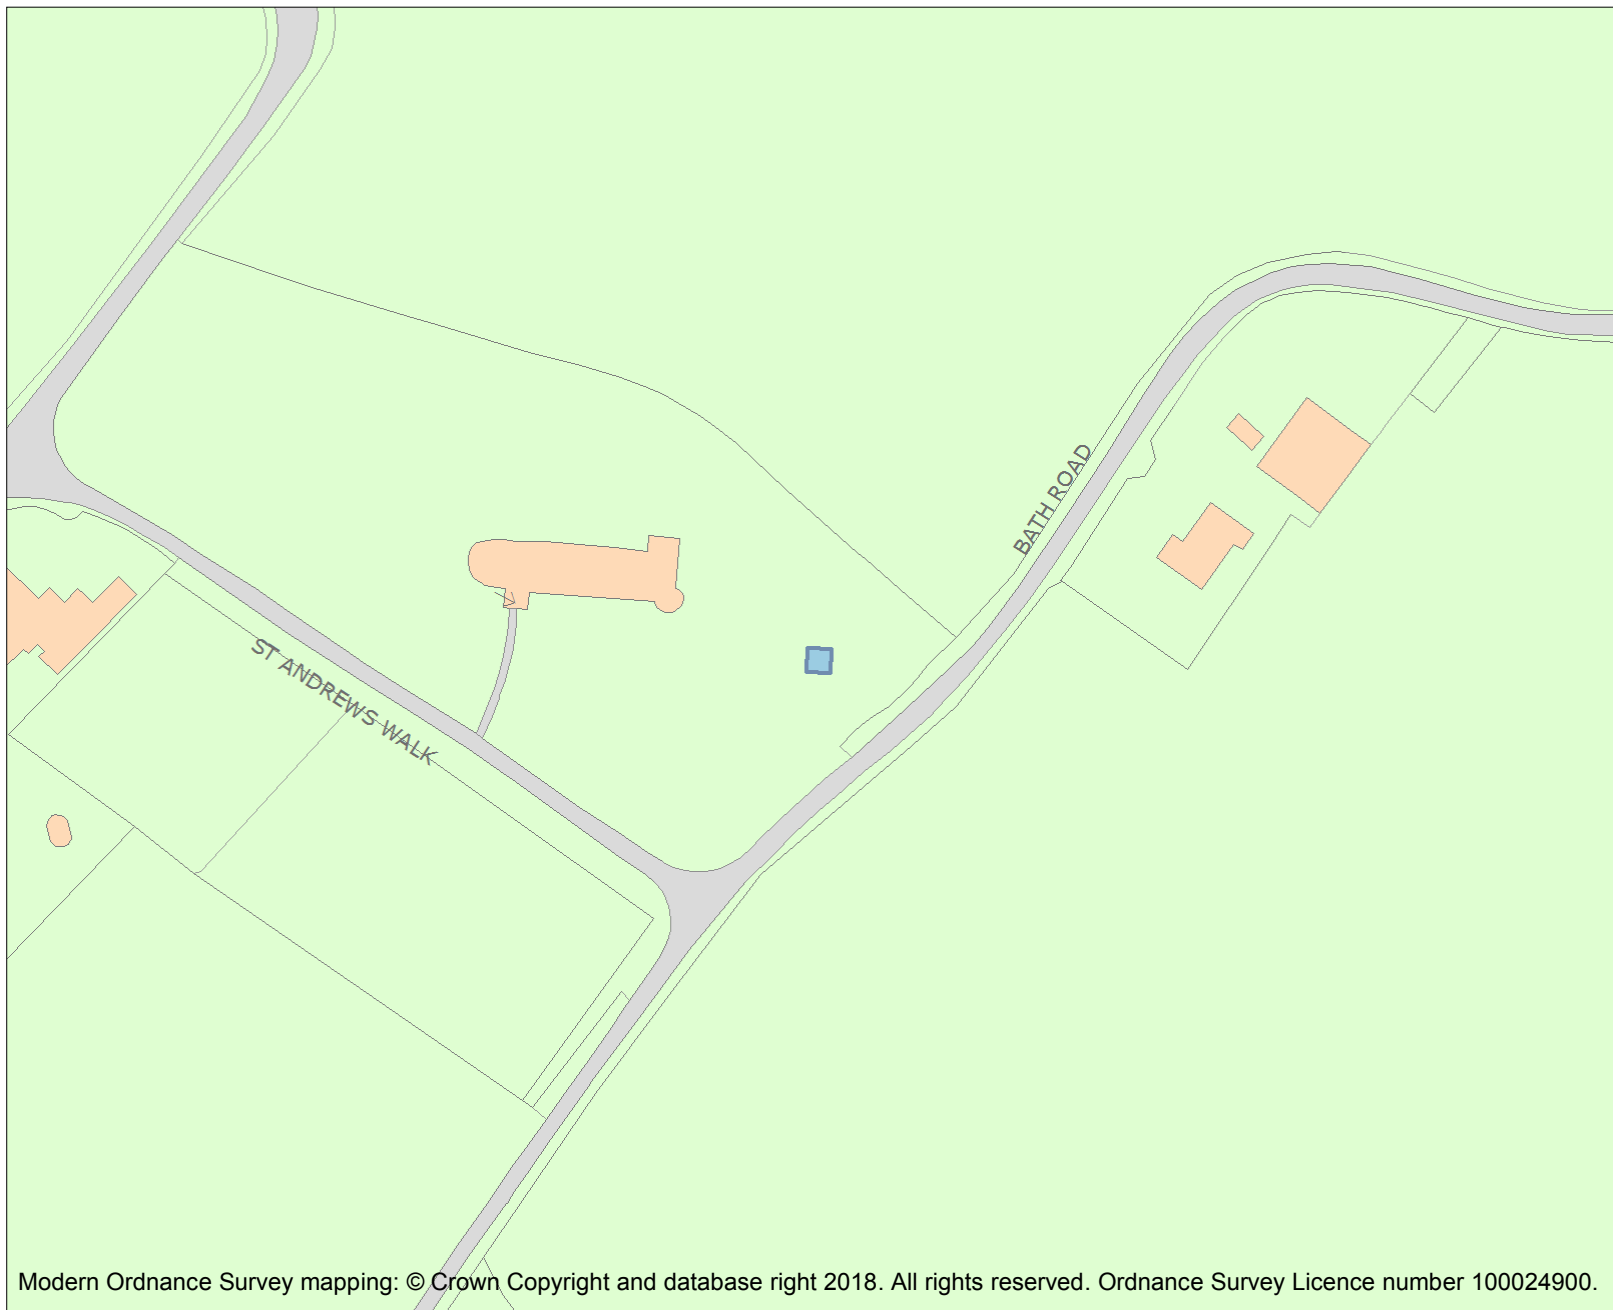 BATH ROAD
ST ANDREWS WALK
Modern Ordnance Survey mapping: © Crown Copyright and database right 2018. All rights reserved. Ordnance Survey Licence number 100024900.